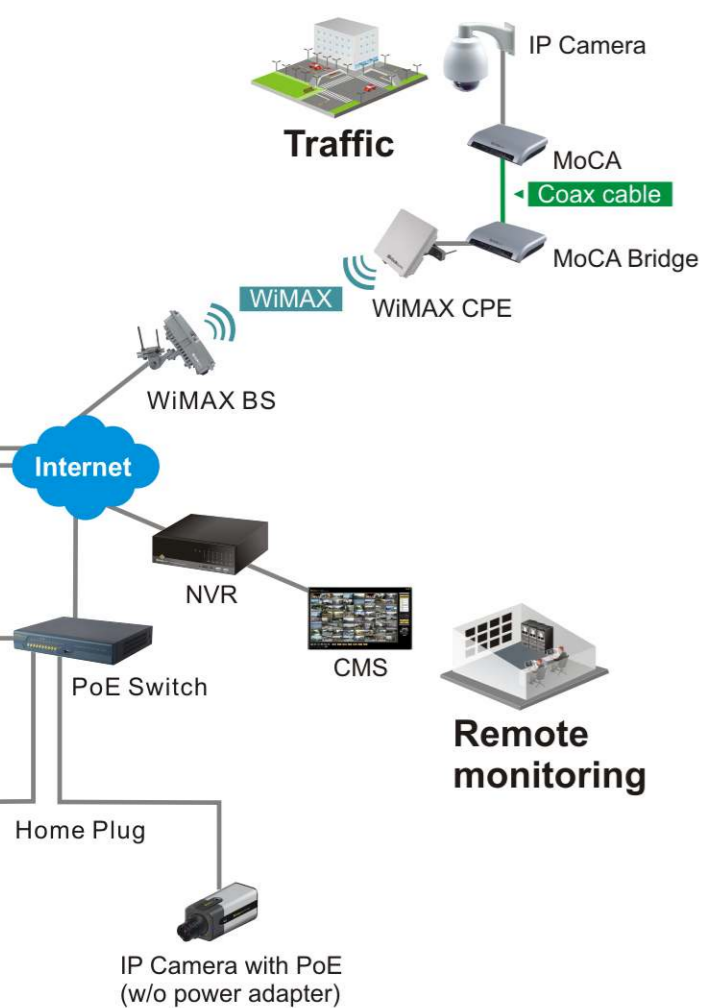 IP Camera
Traffic
MoCA
Coax cable
MoCA Bridge
WiMAX
WiMAX CPE
WiMAX BS
Internet
NVR
CMS
PoE Switch
Remote
monitoring
Home Plug
IP Camera with PoE
(w/o power adapter)